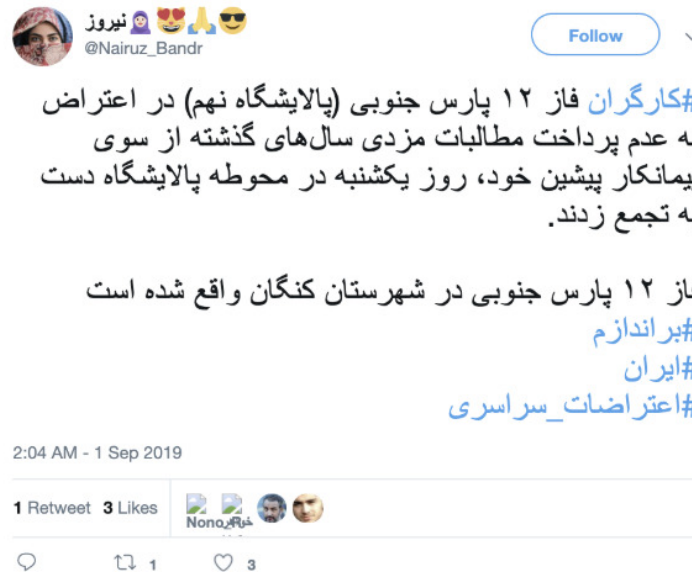 نیروز 🧕😻🙏😎
@Nairuz_Bandr
Follow
#کارگران فاز ۱۲ پارس جنوبی (پالایشگاه نهم) در اعتراض
به عدم پرداخت مطالبات مزدی سال‌های گذشته از سوی
پیمانکار پیشین خود، روز یکشنبه در محوطه پالایشگاه دست
به تجمع زدند.
فاز ۱۲ پارس جنوبی در شهرستان کنگان واقع شده است
#براندازم
#ایران
#اعتراضات_سراسری
2:04 AM - 1 Sep 2019
1 Retweet 3 Likes
Nono
1
3